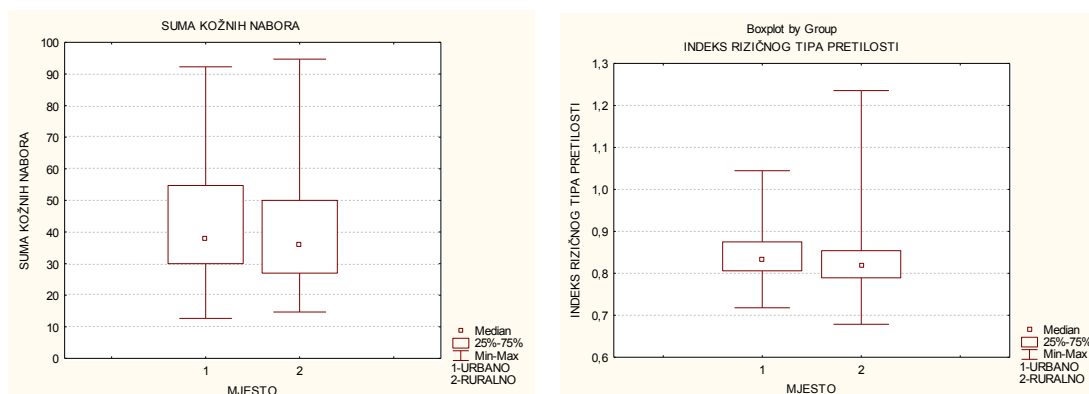 SUMA KOŽNIH NABORA
SUMA KOŽNIH NABORA
100
90
80
70
60
50
40
30
20
10
0
1
2
MJESTO
Median
25%-75%
Min-Max
1-URBANO
2-RURALNO
Boxplot by Group
INDEKS RIZIČNOG TIPA PRETILOSTI
INDEKS RIZIČNOG TIPA PRETILOSTI
1,3
1,2
1,1
1,0
0,9
0,8
0,7
0,6
1
2
MJESTO
Median
25%-75%
Min-Max
1-URBANO
2-RURALNO